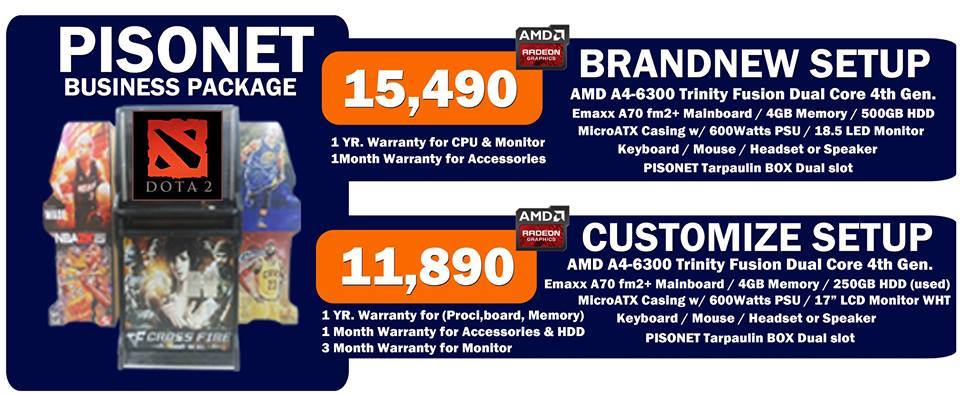 PISONET
BUSINESS PACKAGE
DOTA 2
WADE
NBA 2K15
CROSS FIRE
AMD
RADEON
GRAPHICS
15,490
1 YR. Warranty for CPU & Monitor
1Month Warranty for Accessories
BRANDNEW SETUP
AMD A4-6300 Trinity Fusion Dual Core 4th Gen.
Emaxx A70 fm2+ Mainboard / 4GB Memory / 500GB HDD
MicroATX Casing w/ 600Watts PSU / 18.5 LED Monitor
Keyboard / Mouse / Headset or Speaker
PISONET Tarpaulin BOX Dual slot
AMD
RADEON
GRAPHICS
11,890
1 YR. Warranty for (Proci,board, Memory)
1 Month Warranty for Accessories & HDD
3 Month Warranty for Monitor
CUSTOMIZE SETUP
AMD A4-6300 Trinity Fusion Dual Core 4th Gen.
Emaxx A70 fm2+ Mainboard / 4GB Memory / 250GB HDD (used)
MicroATX Casing w/ 600Watts PSU / 17” LCD Monitor WHT
Keyboard / Mouse / Headset or Speaker
PISONET Tarpaulin BOX Dual slot